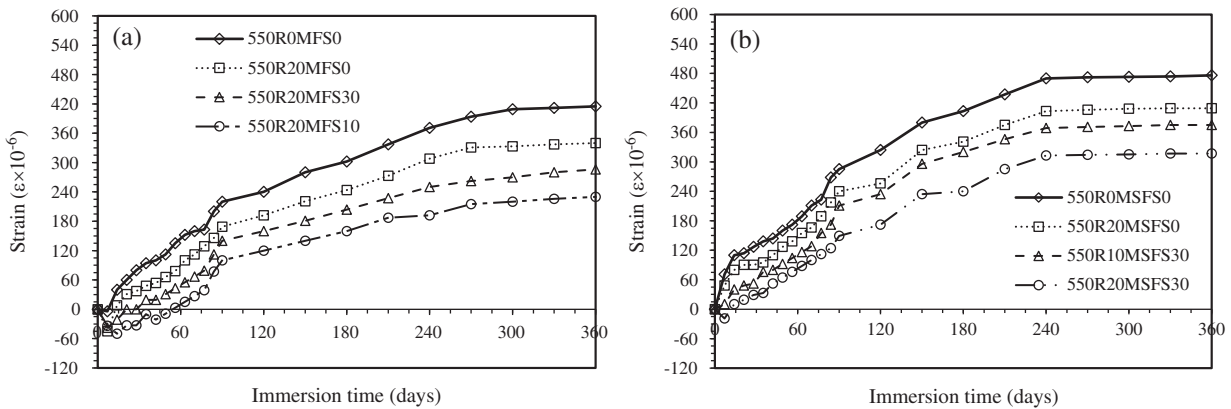 (a)
600
540
480
420
360
300
240
180
120
60
0
-60
-120
0 60 120 180 240 300 360
Strain (ε×10⁻⁶)
Immersion time (days)
550R0MFS0
550R20MFS0
550R20MFS30
550R20MFS10
(b)
600
540
480
420
360
300
240
180
120
60
0
-60
-120
0 60 120 180 240 300 360
Strain (ε×10⁻⁶)
Immersion time (days)
550R0MSFS0
550R20MSFS0
550R10MSFS30
550R20MSFS30